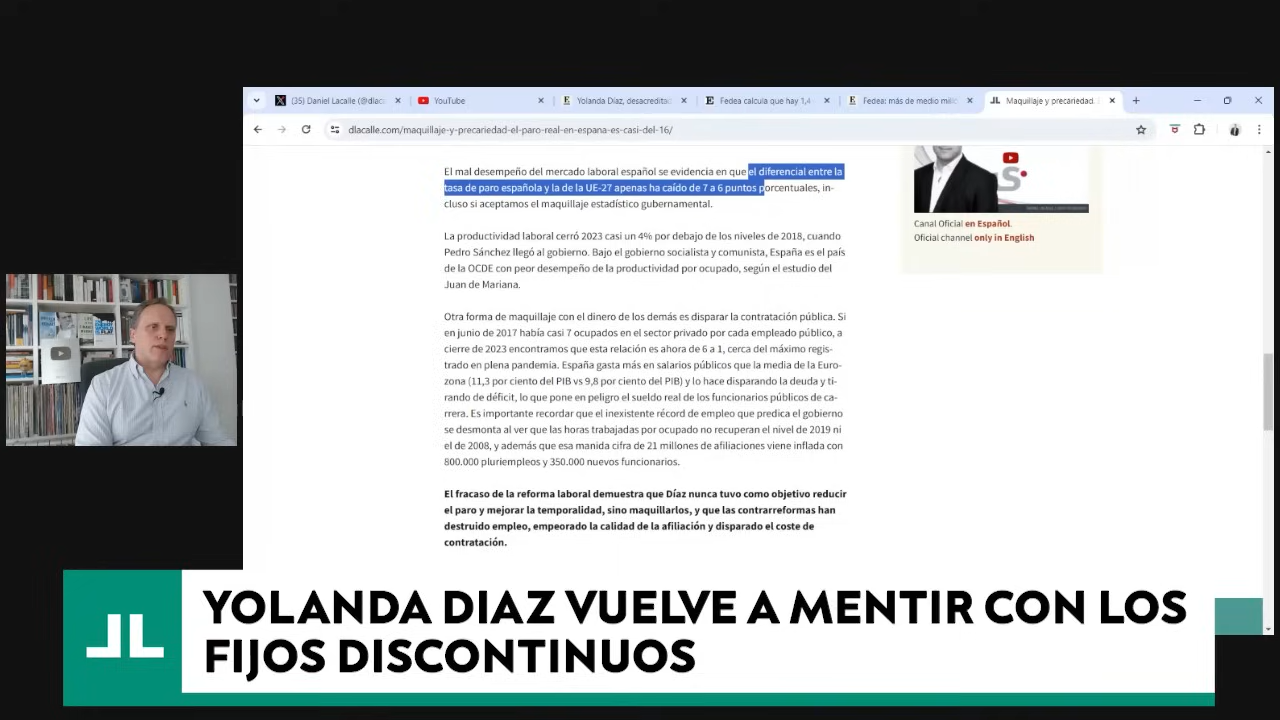 (35) Daniel Lacalle (@dlac
YouTube
Yolanda Díaz, desacredita
Fedea calcula que hay 1,4
Fedea: más de medio mill
Maquillaje y precariedad.
dlacalle.com/maquillaje-y-precariedad-el-paro-real-en-espana-es-casi-del-16/
El mal desempeño del mercado laboral español se evidencia en que el diferencial entre la
tasa de paro española y la de la UE-27 apenas ha caído de 7 a 6 puntos porcentuales, in-
cluso si aceptamos el maquillaje estadístico gubernamental.
La productividad laboral cerró 2023 casi un 4% por debajo de los niveles de 2018, cuando
Pedro Sánchez llegó al gobierno. Bajo el gobierno socialista y comunista, España es el país
de la OCDE con peor desempeño de la productividad por ocupado, según el estudio del
Juan de Mariana.
Otra forma de maquillaje con el dinero de los demás es disparar la contratación pública. Si
en junio de 2017 había casi 7 ocupados en el sector privado por cada empleado público, a
cierre de 2023 encontramos que esta relación es ahora de 6 a 1, cerca del máximo regis-
trado en plena pandemia. España gasta más en salarios públicos que la media de la Euro-
zona (11,3 por ciento del PIB vs 9,8 por ciento del PIB) y lo hace disparando la deuda y ti-
rando de déficit, lo que pone en peligro el sueldo real de los funcionarios públicos de ca-
rrera. Es importante recordar que el inexistente récord de empleo que predica el gobierno
se desmonta al ver que las horas trabajadas por ocupado no recuperan el nivel de 2019 ni
el de 2008, y además que esa manida cifra de 21 millones de afiliaciones viene inflada con
800.000 pluriempleos y 350.000 nuevos funcionarios.
El fracaso de la reforma laboral demuestra que Díaz nunca tuvo como objetivo reducir
el paro y mejorar la temporalidad, sino maquillarlos, y que las contrarreformas han
destruido empleo, empeorado la calidad de la afiliación y disparado el coste de
contratación.
Canal Oficial en Español.
Official channel only in English
YOLANDA DIAZ VUELVE A MENTIR CON LOS
FIJOS DISCONTINUOS